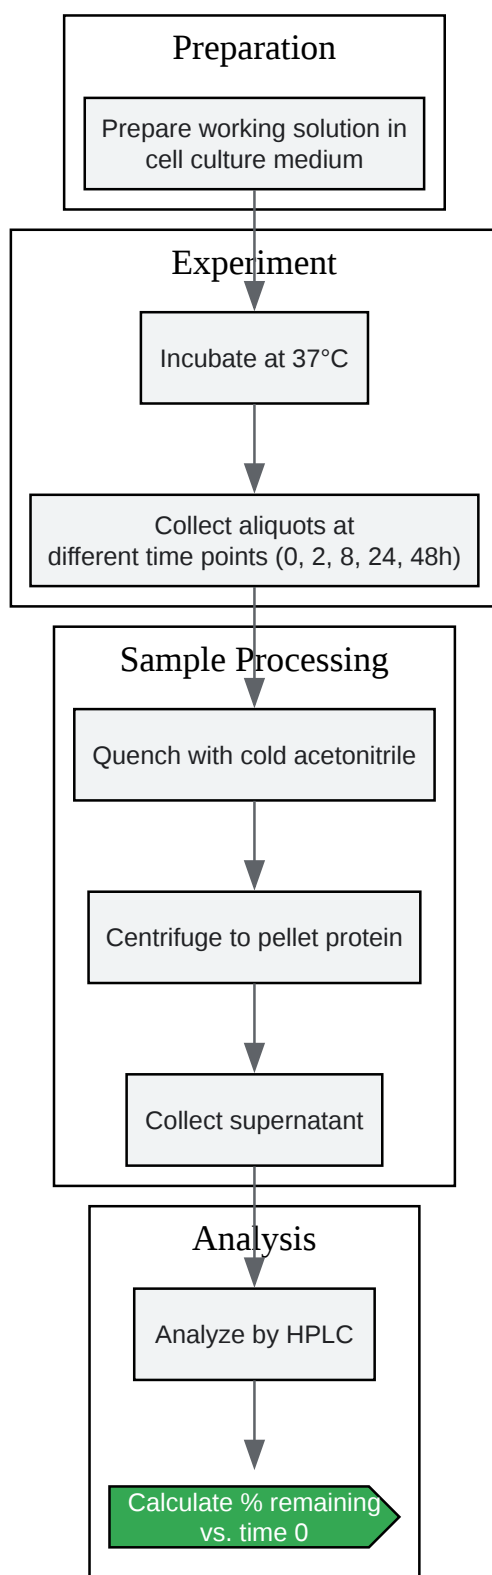 Preparation
Prepare working solution in
cell culture medium
Experiment
Incubate at 37°C
Collect aliquots at
different time points (0, 2, 8, 24, 48h)
Sample Processing
Quench with cold acetonitrile
Centrifuge to pellet protein
Collect supernatant
Analysis
Analyze by HPLC
Calculate % remaining
vs. time 0